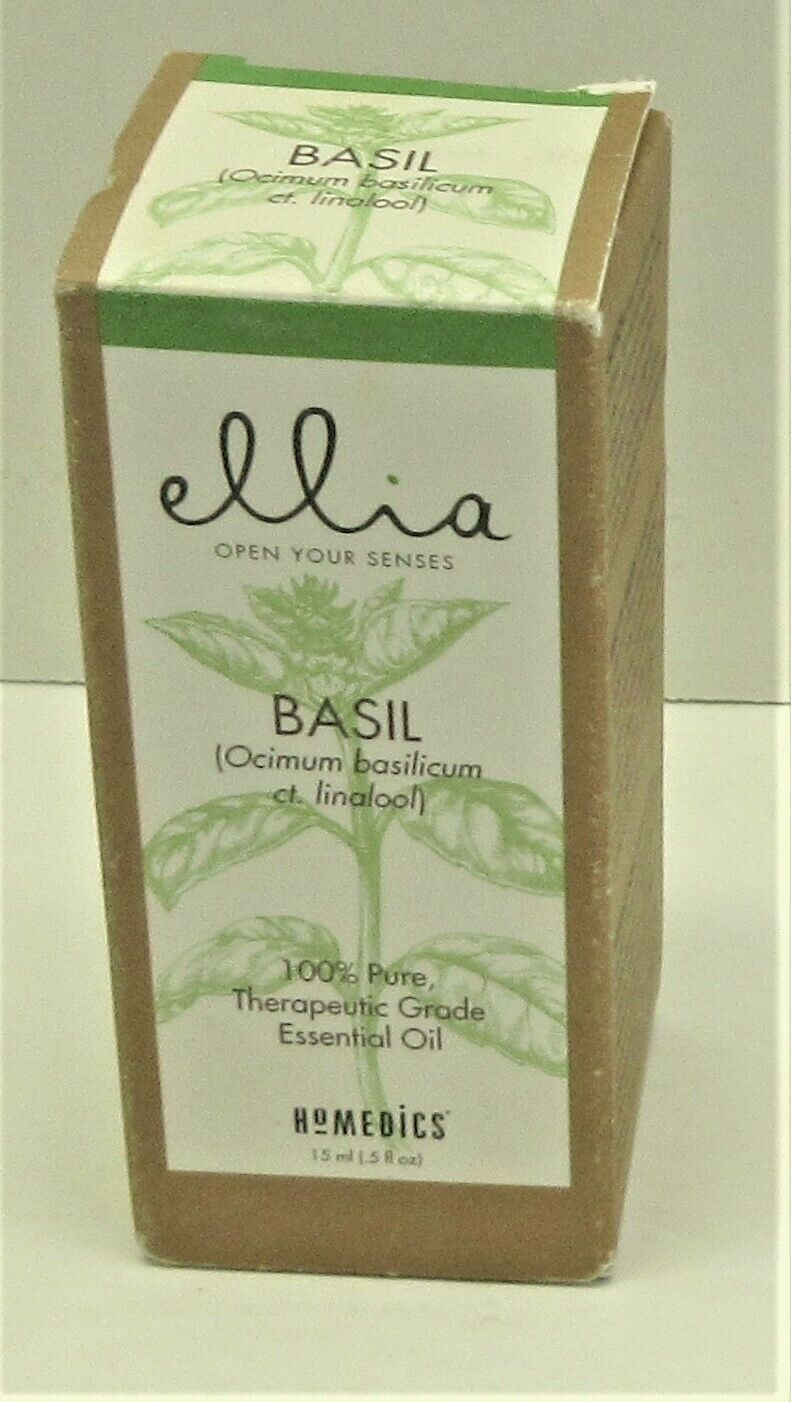 BASIL
(Ocimum basilicum
ct. linalool)
ellia
OPEN YOUR SENSES
BASIL
(Ocimum basilicum
ct. linalool)
100% Pure,
Therapeutic Grade
Essential Oil
HoMEDiCS
15 ml (.5 fl oz)